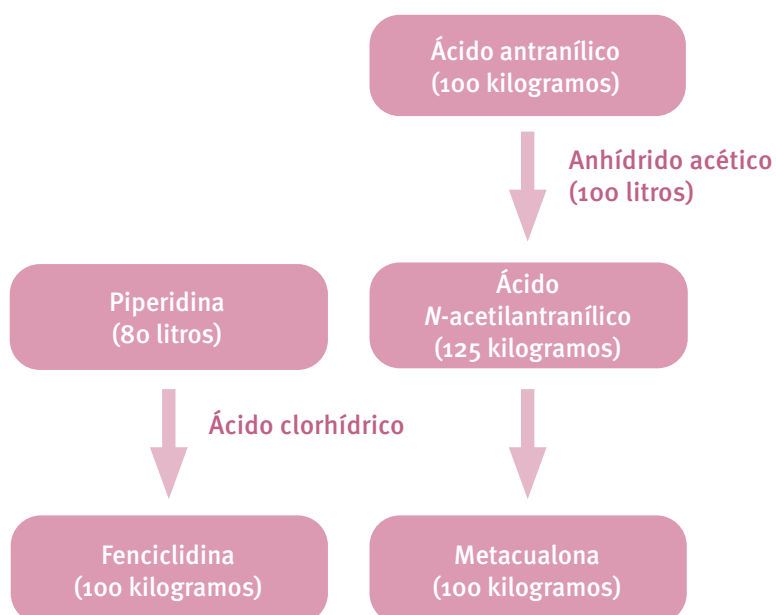 Ácido antranílico
(100 kilogramos)
Anhídrido acético
(100 litros)
Piperidina
(80 litros)
Ácido
N-acetilantranílico
(125 kilogramos)
Ácido clorhídrico
Fenciclidina
(100 kilogramos)
Metacualona
(100 kilogramos)